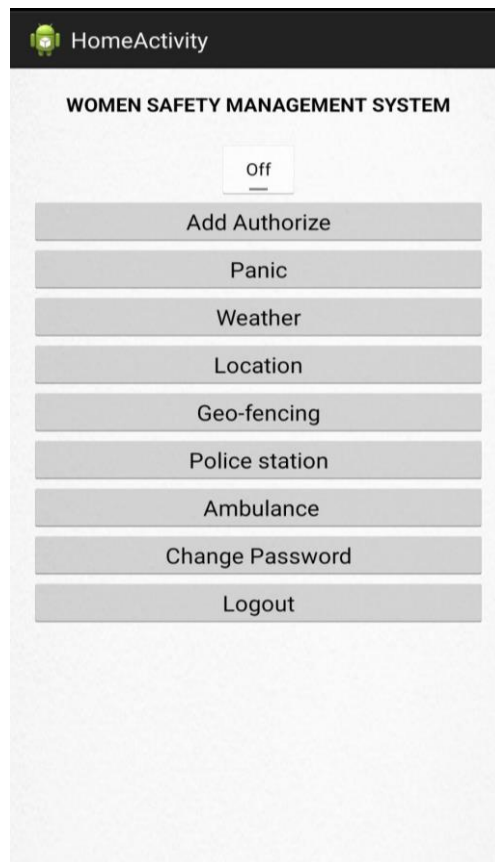 HomeActivity
WOMEN SAFETY MANAGEMENT SYSTEM
Off
Add Authorize
Panic
Weather
Location
Geo-fencing
Police station
Ambulance
Change Password
Logout